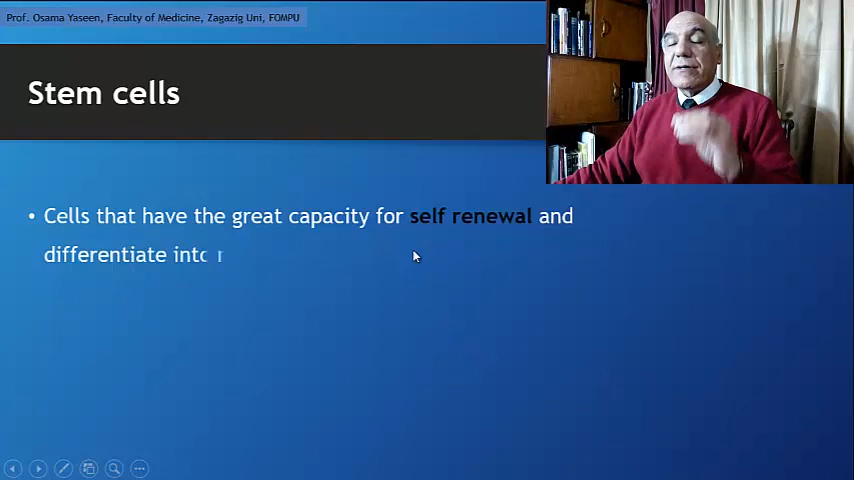 Prof. Osama Yaseen, Faculty of Medicine, Zagazig Uni, FOMPU
Stem cells
• Cells that have the great capacity for self renewal and
differentiate into